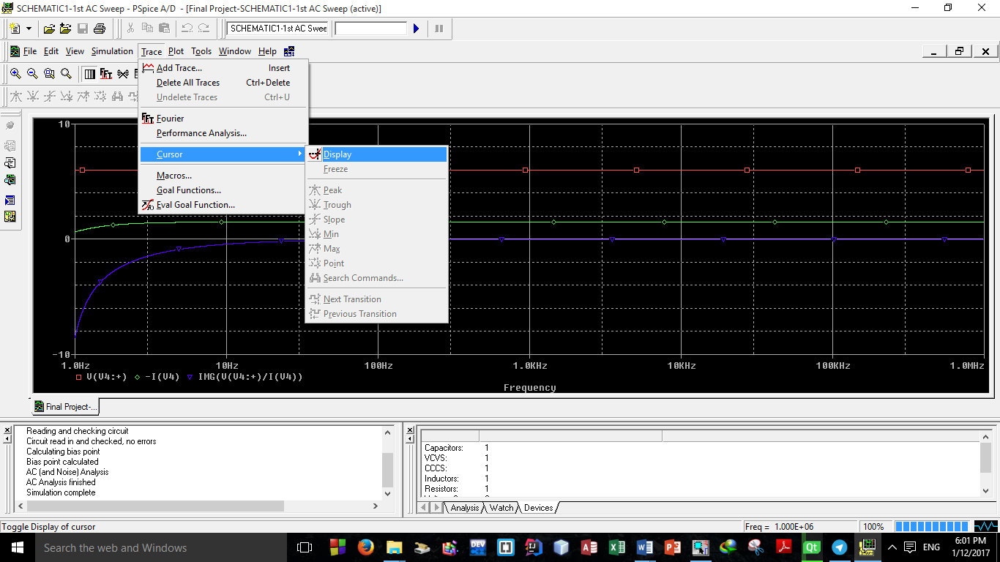 SCHEMATIC1-1st AC Sweep - PSpice A/D - [Final Project-SCHEMATIC1-1st AC Sweep (active)]
SCHEMATIC1-1st AC Swee
File Edit View Simulation Trace Plot Tools Window Help
Add Trace... Insert
Delete All Traces Ctrl+Delete
Undelete Traces Ctrl+U
Fourier
Performance Analysis...
Cursor
Macros...
Goal Functions...
Eval Goal Function...
Display
Freeze
Peak
Trough
Slope
Min
Max
Point
Search Commands...
Next Transition
Previous Transition
10
0
-10
1.0Hz 10Hz 100Hz 1.0KHz 10KHz 100KHz 1.0MHz
V(V4:+) -I(V4) IMG(V(V4:+)/I(V4))
Frequency
Final Project-...
Reading and checking circuit
Circuit read in and checked, no errors
Calculating bias point
Bias point calculated
AC (and Noise) Analysis
AC Analysis finished
Simulation complete
Capacitors: 1
VCVS: 1
CCCS: 1
Inductors: 1
Resistors: 1
Analysis Watch Devices
Toggle Display of cursor
Freq = 1.000E+06 100%
Search the web and Windows
ENG
6:01 PM
1/12/2017